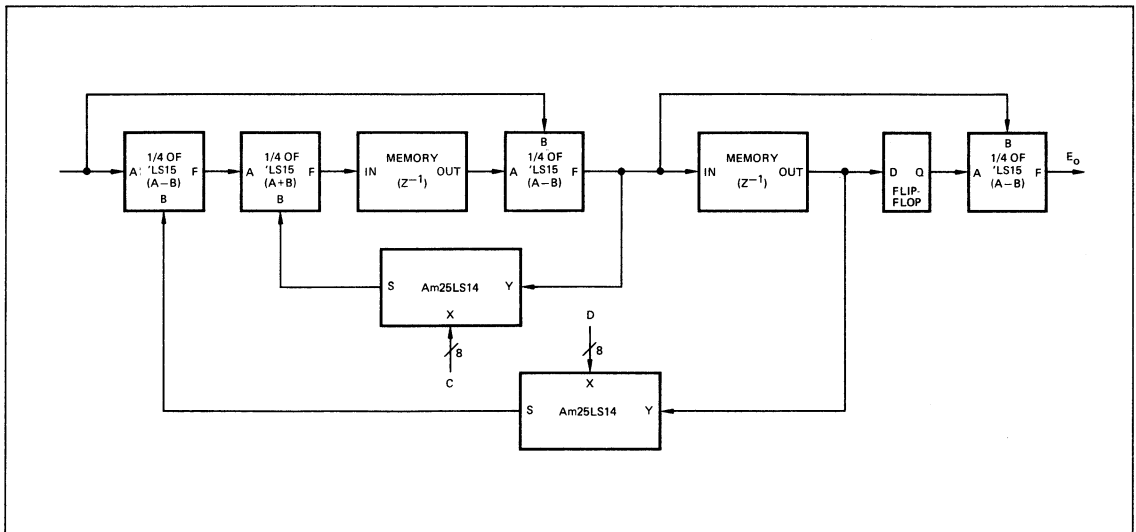 1/4 OF
'LS15
(A−B)
A
F
B
1/4 OF
'LS15
(A+B)
A
F
B
MEMORY
(Z⁻¹)
IN
OUT
B
1/4 OF
'LS15
(A−B)
A
F
MEMORY
(Z⁻¹)
IN
OUT
D Q
FLIP-
FLOP
B
1/4 OF
'LS15
(A−B)
A
F
Eo
S Am25LS14 Y
X
8
C
D
8
X
S Am25LS14 Y